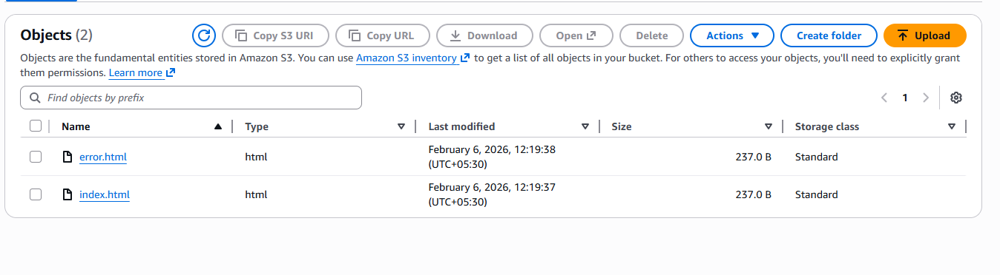 Objects (2)
Copy S3 URI
Copy URL
Download
Open
Delete
Actions
Create folder
Upload
Objects are the fundamental entities stored in Amazon S3. You can use Amazon S3 inventory to get a list of all objects in your bucket. For others to access your objects, you'll need to explicitly grant
them permissions. Learn more
Find objects by prefix
1
Name Type Last modified Size Storage class
error.html html February 6, 2026, 12:19:38 (UTC+05:30) 237.0 B Standard
index.html html February 6, 2026, 12:19:37 (UTC+05:30) 237.0 B Standard